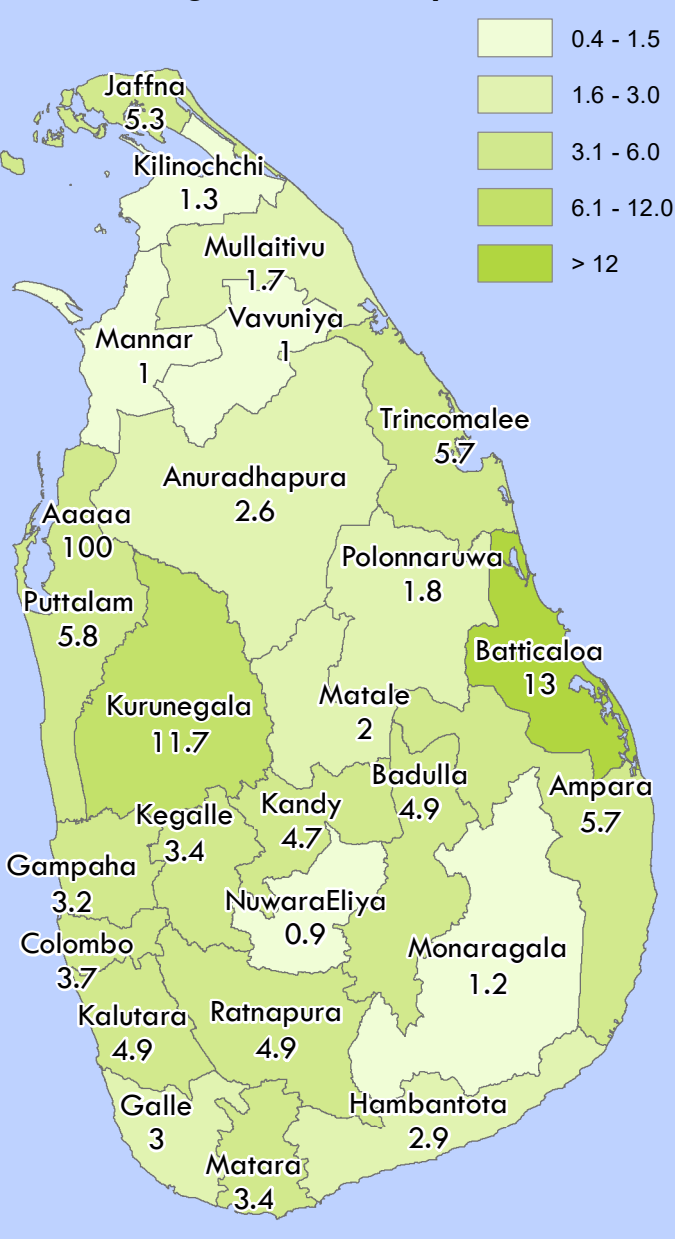 0.4 - 1.5
1.6 - 3.0
3.1 - 6.0
6.1 - 12.0
> 12
Jaffna
5.3
Kilinochchi
1.3
Mullaitivu
1.7
Vavuniya
1
Mannar
1
Trincomalee
5.7
Anuradhapura
2.6
Aaaaa
100
Polonnaruwa
1.8
Puttalam
5.8
Batticaloa
13
Kurunegala
11.7
Matale
2
Badulla
4.9
Ampara
5.7
Kandy
4.7
Kegalle
3.4
Gampaha
3.2
NuwaraEliya
0.9
Colombo
3.7
Monaragala
1.2
Kalutara
4.9
Ratnapura
4.9
Galle
3
Hambantota
2.9
Matara
3.4